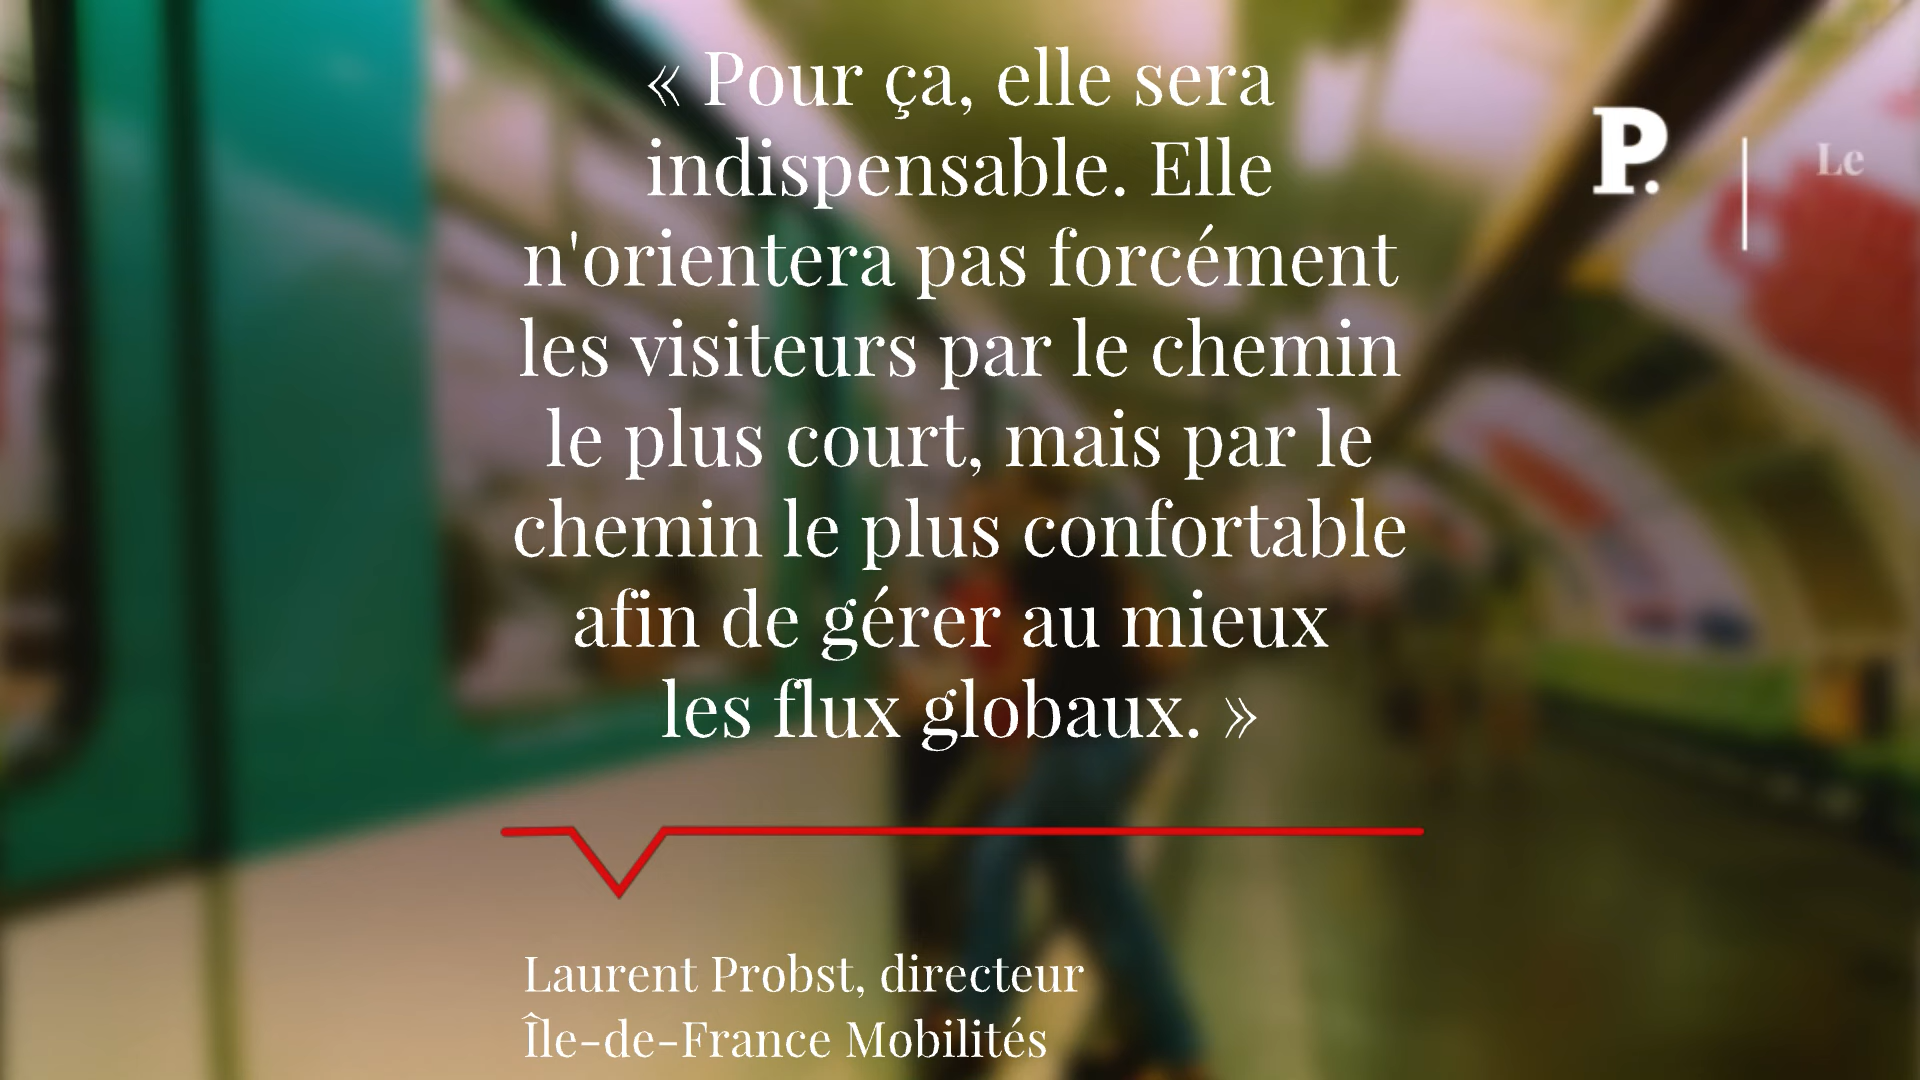 « Pour ça, elle sera
indispensable. Elle
n'orientera pas forcément
les visiteurs par le chemin
le plus court, mais par le
chemin le plus confortable
afin de gérer au mieux
les flux globaux. »
P.
Le
Laurent Probst, directeur
Île-de-France Mobilités